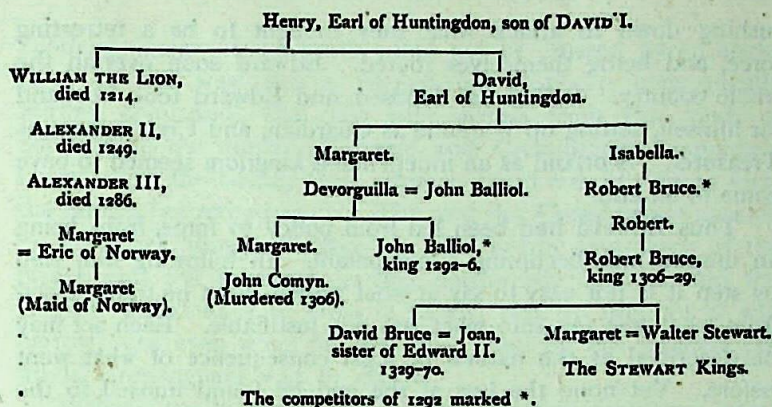 Henry, Earl of Huntingdon, son of DAVID I.
WILLIAM THE LION,
died 1214.
ALEXANDER II,
died 1249.
ALEXANDER III,
died 1286.
Margaret
= Eric of Norway.
Margaret
(Maid of Norway).
David,
Earl of Huntingdon.
Margaret.
Devorguilla = John Balliol.
Margaret.
John Comyn.
(Murdered 1306).
John Balliol,*
king 1292-6.
Isabella.
Robert Bruce.*
Robert.
Robert Bruce,
king 1306-29.
David Bruce = Joan,
sister of Edward II.
1329-70.
Margaret = Walter Stewart.
The STEWART Kings.
The competitors of 1292 marked *.